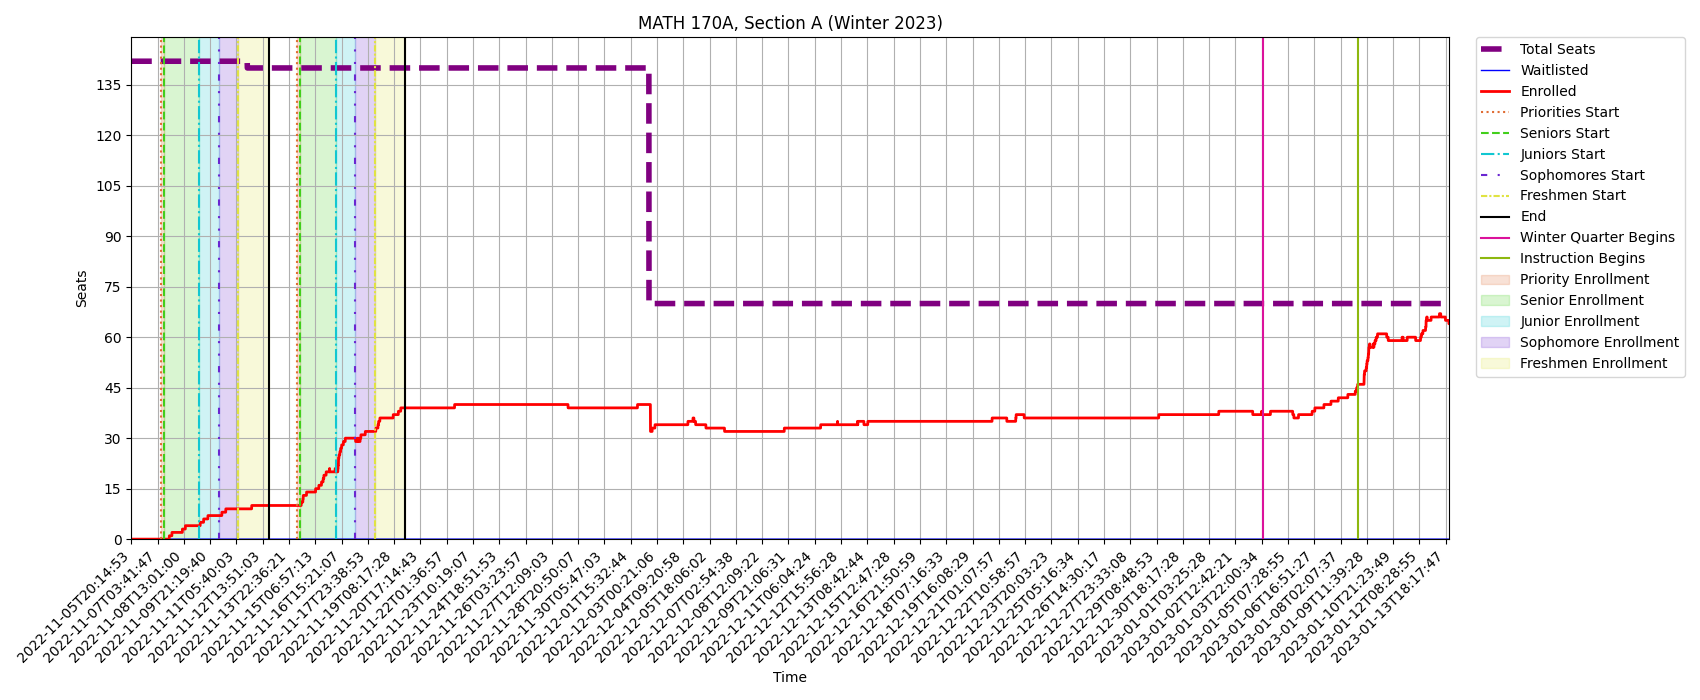 MATH 170A, Section A (Winter 2023)
Seats
135
120
105
90
75
60
45
30
15
0
2022-11-05T20:14:53
2022-11-07T03:41:47
2022-11-08T13:01:00
2022-11-09T21:19:40
2022-11-11T05:40:03
2022-11-12T13:51:03
2022-11-13T22:36:21
2022-11-15T06:57:13
2022-11-16T15:21:07
2022-11-17T23:38:53
2022-11-19T08:17:28
2022-11-20T17:14:43
2022-11-22T01:36:57
2022-11-23T10:19:07
2022-11-24T18:51:53
2022-11-26T03:23:57
2022-11-27T12:09:03
2022-11-28T20:50:07
2022-11-30T05:47:03
2022-12-01T15:32:44
2022-12-03T00:21:06
2022-12-04T09:20:58
2022-12-05T18:06:02
2022-12-07T02:54:38
2022-12-08T12:09:22
2022-12-09T21:06:31
2022-12-11T06:04:24
2022-12-12T15:56:28
2022-12-14T08:42:44
2022-12-15T12:47:28
2022-12-16T21:50:59
2022-12-18T07:16:33
2022-12-19T16:08:29
2022-12-21T01:07:57
2022-12-22T10:58:57
2022-12-23T20:03:23
2022-12-25T05:16:34
2022-12-26T14:30:17
2022-12-27T23:33:08
2022-12-29T08:48:53
2022-12-30T18:17:28
2023-01-01T03:25:28
2023-01-02T12:42:21
2023-01-03T22:00:34
2023-01-05T07:28:55
2023-01-06T16:51:27
2023-01-08T02:07:37
2023-01-09T11:39:28
2023-01-10T21:23:49
2023-01-12T08:28:55
2023-01-13T18:17:47
Time
Total Seats
Waitlisted
Enrolled
Priorities Start
Seniors Start
Juniors Start
Sophomores Start
Freshmen Start
End
Winter Quarter Begins
Instruction Begins
Priority Enrollment
Senior Enrollment
Junior Enrollment
Sophomore Enrollment
Freshmen Enrollment